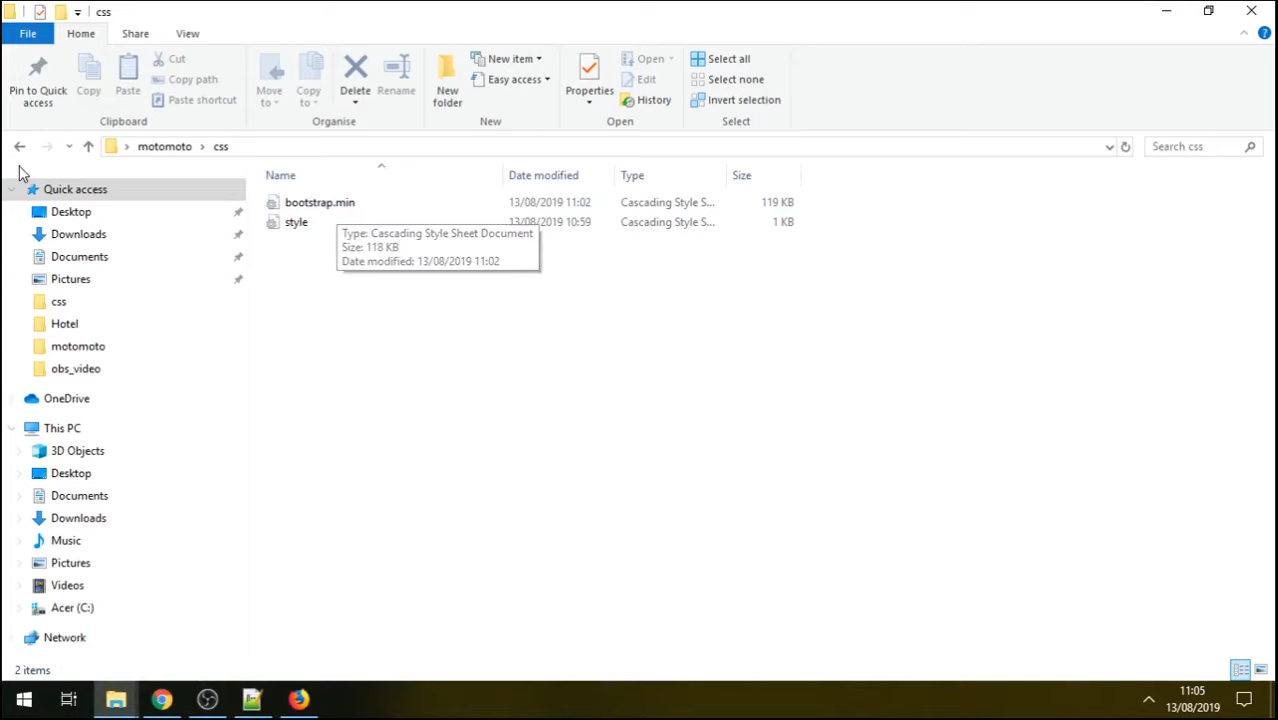 css
File Home Share View
Pin to Quick access
Copy
Paste
Cut
Copy path
Paste shortcut
Clipboard
Move to
Copy to
Delete
Rename
Organise
New folder
New item
Easy access
New
Properties
Open
Edit
History
Open
Select all
Select none
Invert selection
Select
motomoto › css
Search css
Name Date modified Type Size
bootstrap.min 13/08/2019 11:02 Cascading Style S... 119 KB
style 13/08/2019 10:59 Cascading Style S... 1 KB
Type: Cascading Style Sheet Document
Size: 118 KB
Date modified: 13/08/2019 11:02
Quick access
Desktop
Downloads
Documents
Pictures
css
Hotel
motomoto
obs_video
OneDrive
This PC
3D Objects
Desktop
Documents
Downloads
Music
Pictures
Videos
Acer (C:)
Network
2 items
11:05
13/08/2019